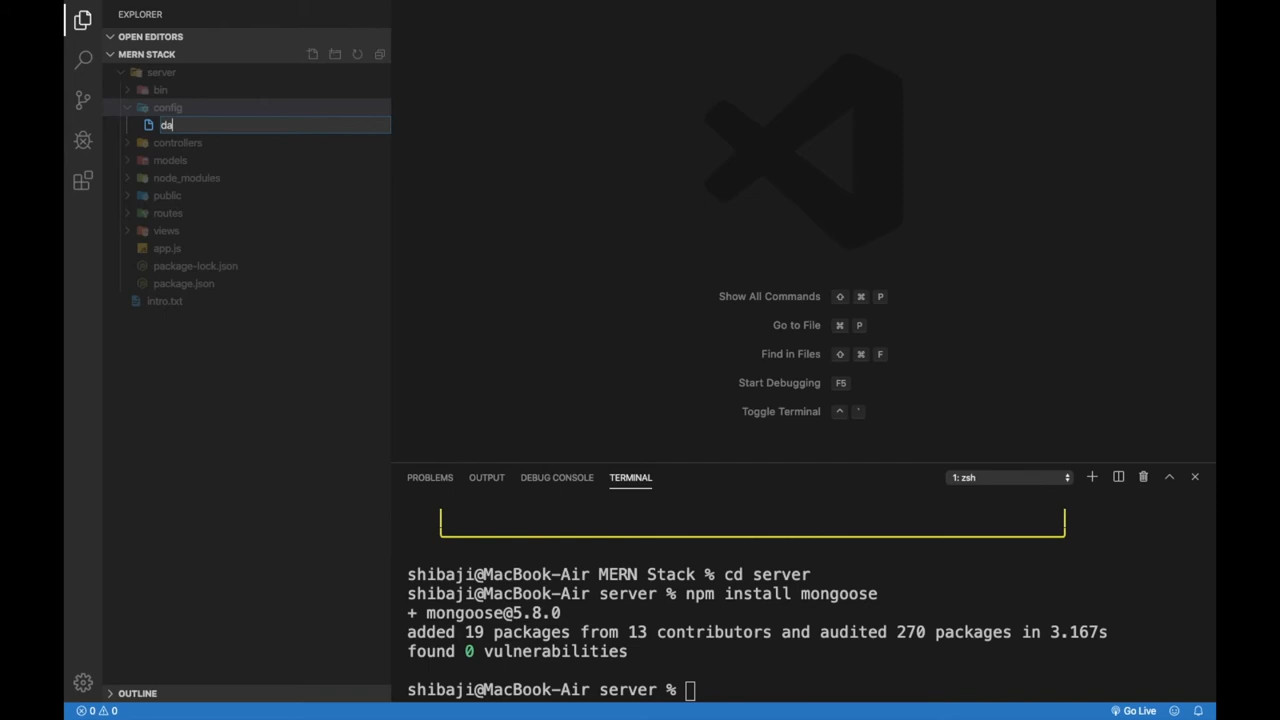 EXPLORER
OPEN EDITORS
MERN STACK
server
bin
config
da
controllers
models
node_modules
public
routes
views
app.js
package-lock.json
package.json
intro.txt
OUTLINE
Show All Commands ⇧ ⌘ P
Go to File ⌘ P
Find in Files ⇧ ⌘ F
Start Debugging F5
Toggle Terminal ^ `
PROBLEMS OUTPUT DEBUG CONSOLE TERMINAL 1: zsh
shibaji@MacBook-Air MERN Stack % cd server
shibaji@MacBook-Air server % npm install mongoose
+ mongoose@5.8.0
added 19 packages from 13 contributors and audited 270 packages in 3.167s
found 0 vulnerabilities
shibaji@MacBook-Air server %
0 0 Go Live